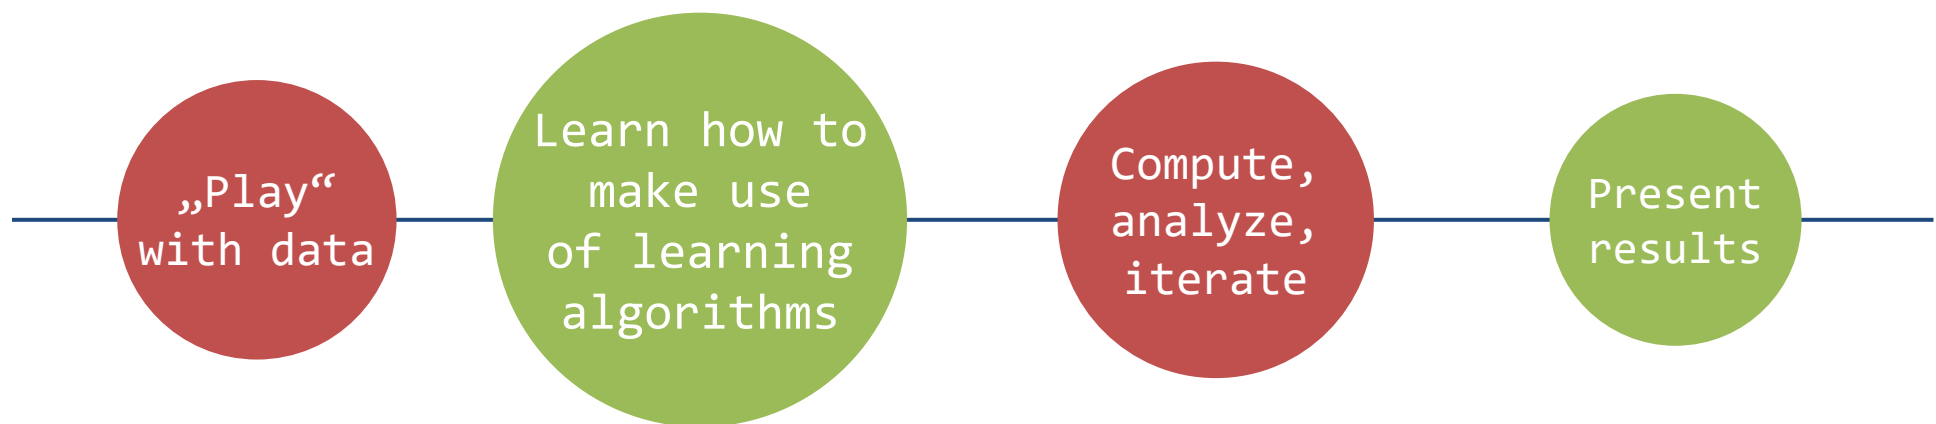 „Play“
with data
Learn how to
make use
of learning
algorithms
Compute,
analyze,
iterate
Present
results